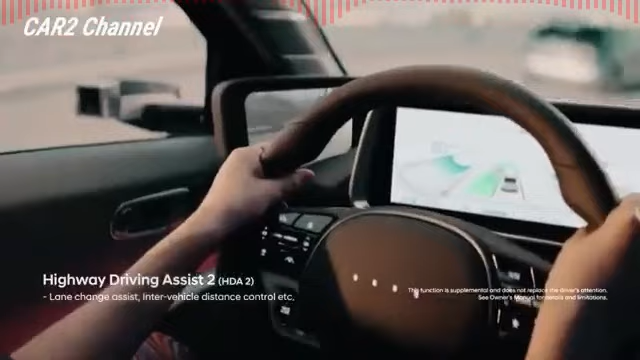 CAR2 Channel
Highway Driving Assist 2 (HDA 2)
- Lane change assist, Inter-vehicle distance control etc,
This function is supplemental and does not replace the driver's attention.
See Owner's Manual for details and limitations.